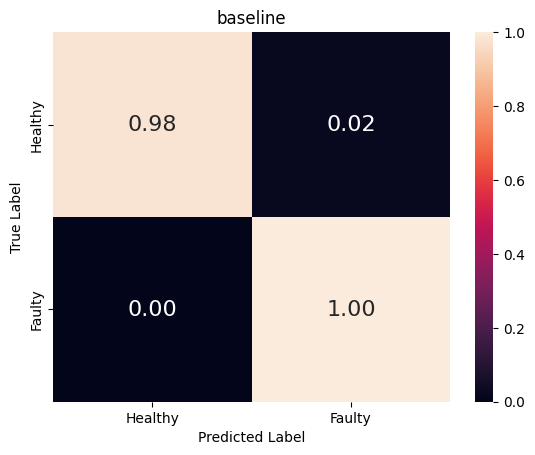 baseline
Healthy
Faulty
True Label
0.98 0.02
0.00 1.00
Healthy Faulty
Predicted Label
1.0
0.8
0.6
0.4
0.2
0.0